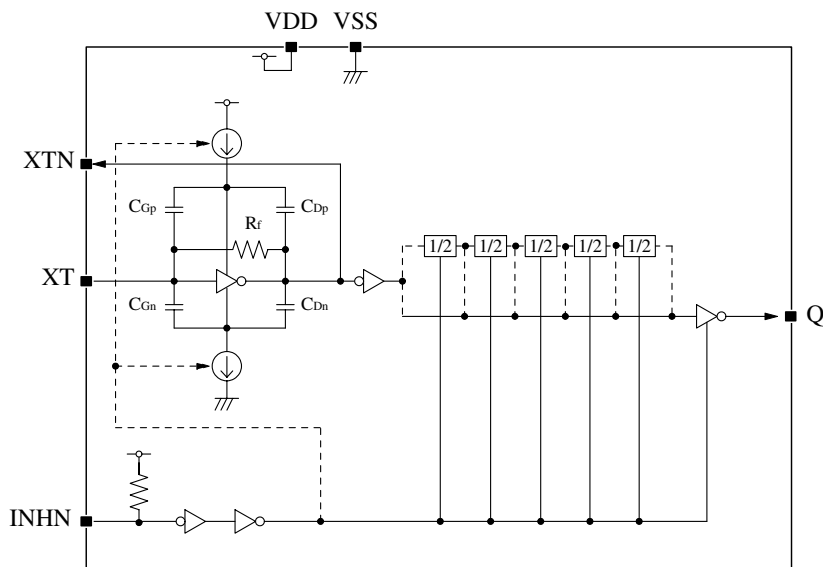 VDD VSS
XTN
CGp CDp
Rf
1/2 1/2 1/2 1/2 1/2
XT
CGn CDn
Q
INHN